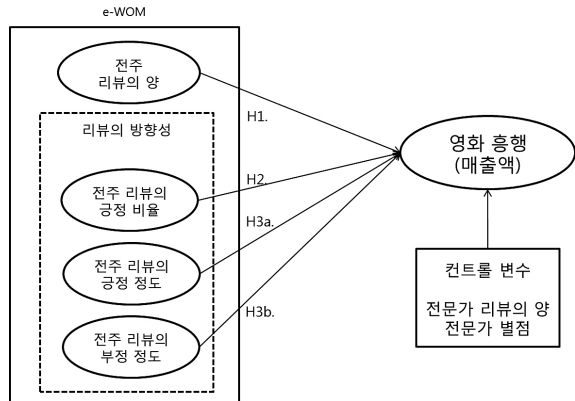 e-WOM
전주
리뷰의 양
리뷰의 방향성
전주 리뷰의
긍정 비율
전주 리뷰의
긍정 정도
전주 리뷰의
부정 정도
H1.
H2.
H3a.
H3b.
영화 흥행
(매출액)
컨트롤 변수
전문가 리뷰의 양
전문가 별점